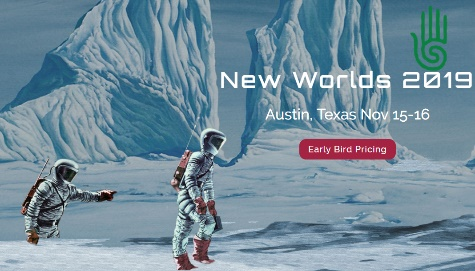 New Worlds 2019
Austin, Texas Nov 15-16
Early Bird Pricing